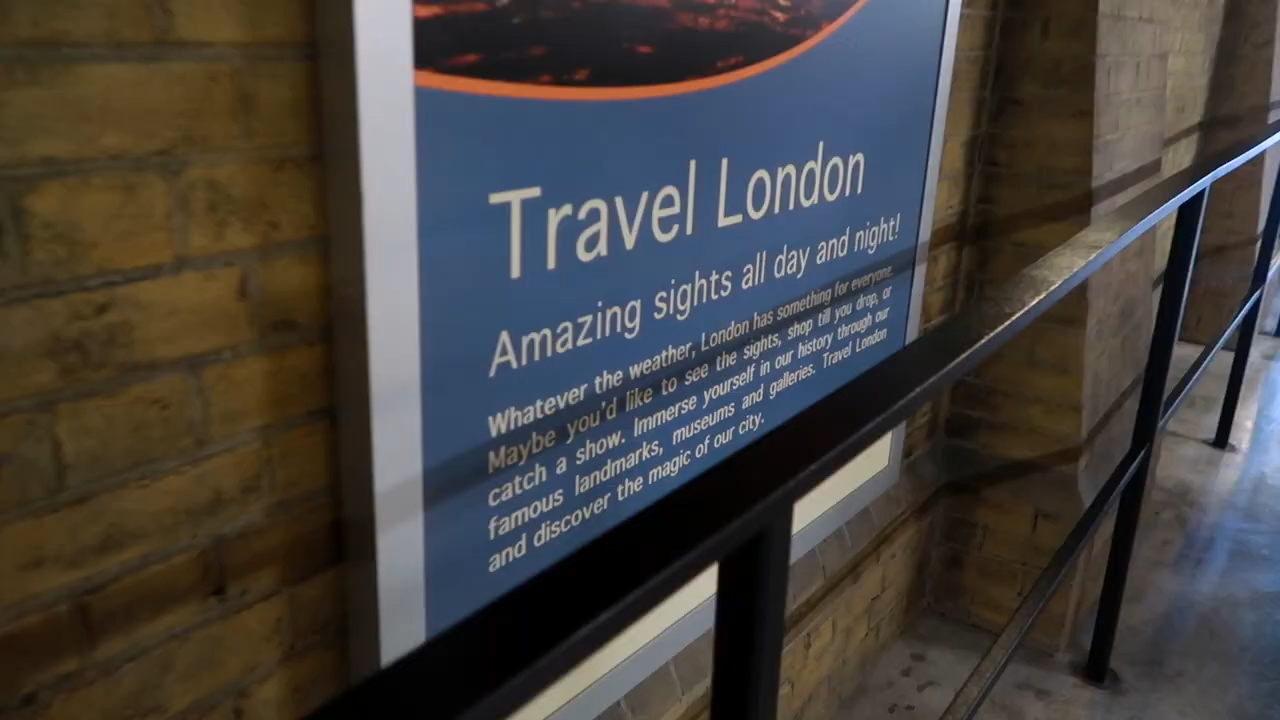 Travel London
Amazing sights all day and night!
Whatever the weather, London has something for everyone.
Maybe you'd like to see the sights, shop till you drop, or
catch a show. Immerse yourself in our history through our
famous landmarks, museums and galleries. Travel London
and discover the magic of our city.